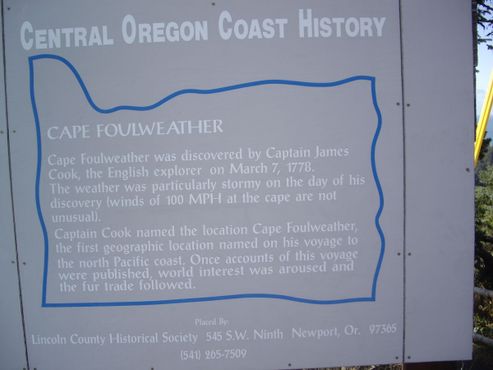 CENTRAL OREGON COAST HISTORY
CAPE FOULWEATHER
Cape Foulweather was discovered by Captain James
Cook, the English explorer on March 7, 1778.
The weather was particularly stormy on the day of his
discovery (winds of 100 MPH at the cape are not
unusual).
Captain Cook named the location Cape Foulweather,
the first geographic location named on his voyage to
the north Pacific coast. Once accounts of this voyage
were published, world interest was aroused and
the fur trade followed.
Placed By:
Lincoln County Historical Society 545 S.W. Ninth Newport, Or. 97365
(541) 265-7509